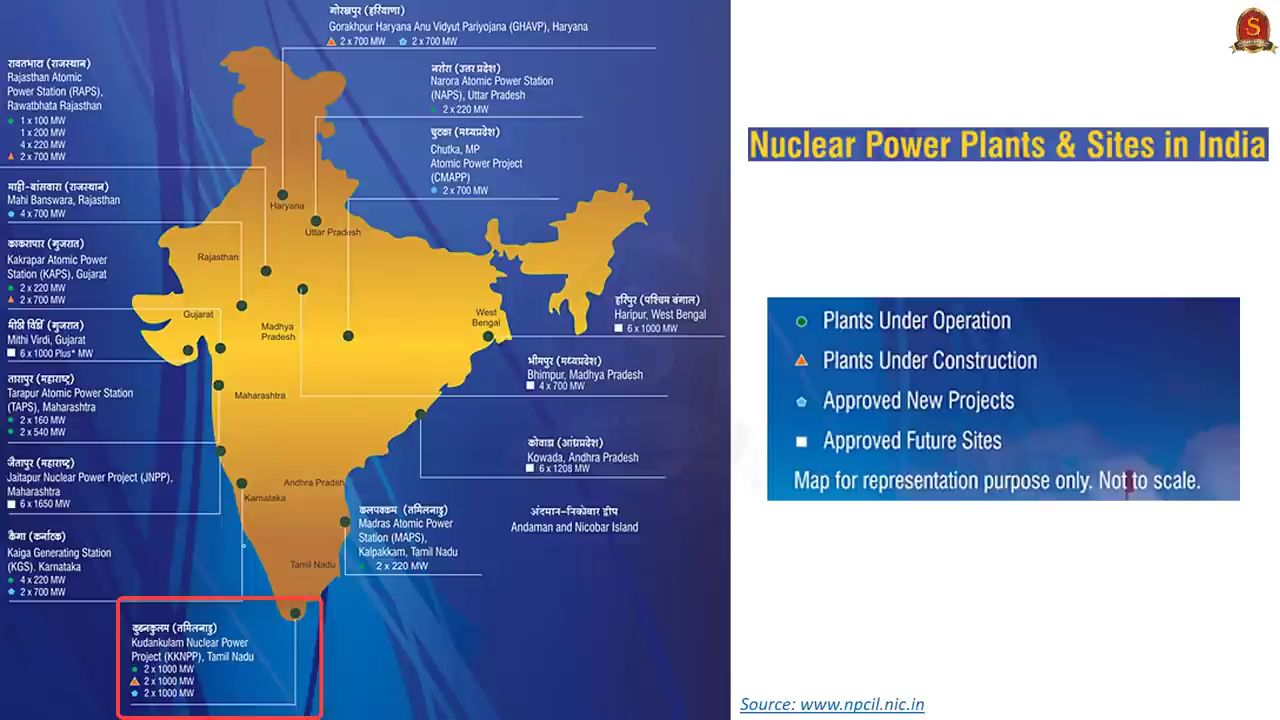 गोरखपुर (हरियाणा)
Gorakhpur Haryana Anu Vidyut Pariyojana (GHAVP), Haryana
2 x 700 MW 2 x 700 MW
रावतभाटा (राजस्थान)
Rajasthan Atomic
Power Station (RAPS),
Rawatbhata Rajasthan
1 x 100 MW
1 x 200 MW
4 x 220 MW
2 x 700 MW
नरोरा (उत्तर प्रदेश)
Narora Atomic Power Station
(NAPS), Uttar Pradesh
2 x 220 MW
चुटका (मध्यप्रदेश)
Chutka, MP
Atomic Power Project
(CMAPP)
2 x 700 MW
माही-बांसवारा (राजस्थान)
Mahi Banswara, Rajasthan
4 x 700 MW
काकरापार (गुजरात)
Kakrapar Atomic Power
Station (KAPS), Gujarat
2 x 220 MW
2 x 700 MW
मीठी विर्डी (गुजरात)
Mithi Virdi, Gujarat
6 x 1000 Plus* MW
तारापुर (महाराष्ट्र)
Tarapur Atomic Power Station
(TAPS), Maharashtra
2 x 160 MW
2 x 540 MW
जैतापुर (महाराष्ट्र)
Jaitapur Nuclear Power Project (JNPP),
Maharashtra
6 x 1650 MW
कैगा (कर्नाटक)
Kaiga Generating Station
(KGS). Karnataka
4 x 220 MW
2 x 700 MW
कुडनकुलम (तमिलनाडु)
Kudankulam Nuclear Power
Project (KKNPP), Tamil Nadu
2 x 1000 MW
2 x 1000 MW
2 x 1000 MW
Haryana
Uttar Pradesh
Rajasthan
Gujarat
Madhya
Pradesh
West
Bengal
Maharashtra
Andhra Pradsh
Karnataka
Tamil Nadu
हरिपुर (पश्चिम बंगाल)
Haripur, West Bengal
6 x 1000 MW
भीमपुर (मध्यप्रदेश)
Bhimpur, Madhya Pradesh
4 x 700 MW
कोवाडा (आंध्रप्रदेश)
Kowada, Andhra Pradesh
6 x 1208 MW
कलपक्कम (तमिलनाडु)
Madras Atomic Power
Station (MAPS),
Kalpakkam, Tamil Nadu
2 x 220 MW
अंदमान-निकोबार द्वीप
Andaman and Nicobar Island
Nuclear Power Plants & Sites in India
Plants Under Operation
Plants Under Construction
Approved New Projects
Approved Future Sites
Map for representation purpose only. Not to scale.
Source: www.npcil.nic.in
S